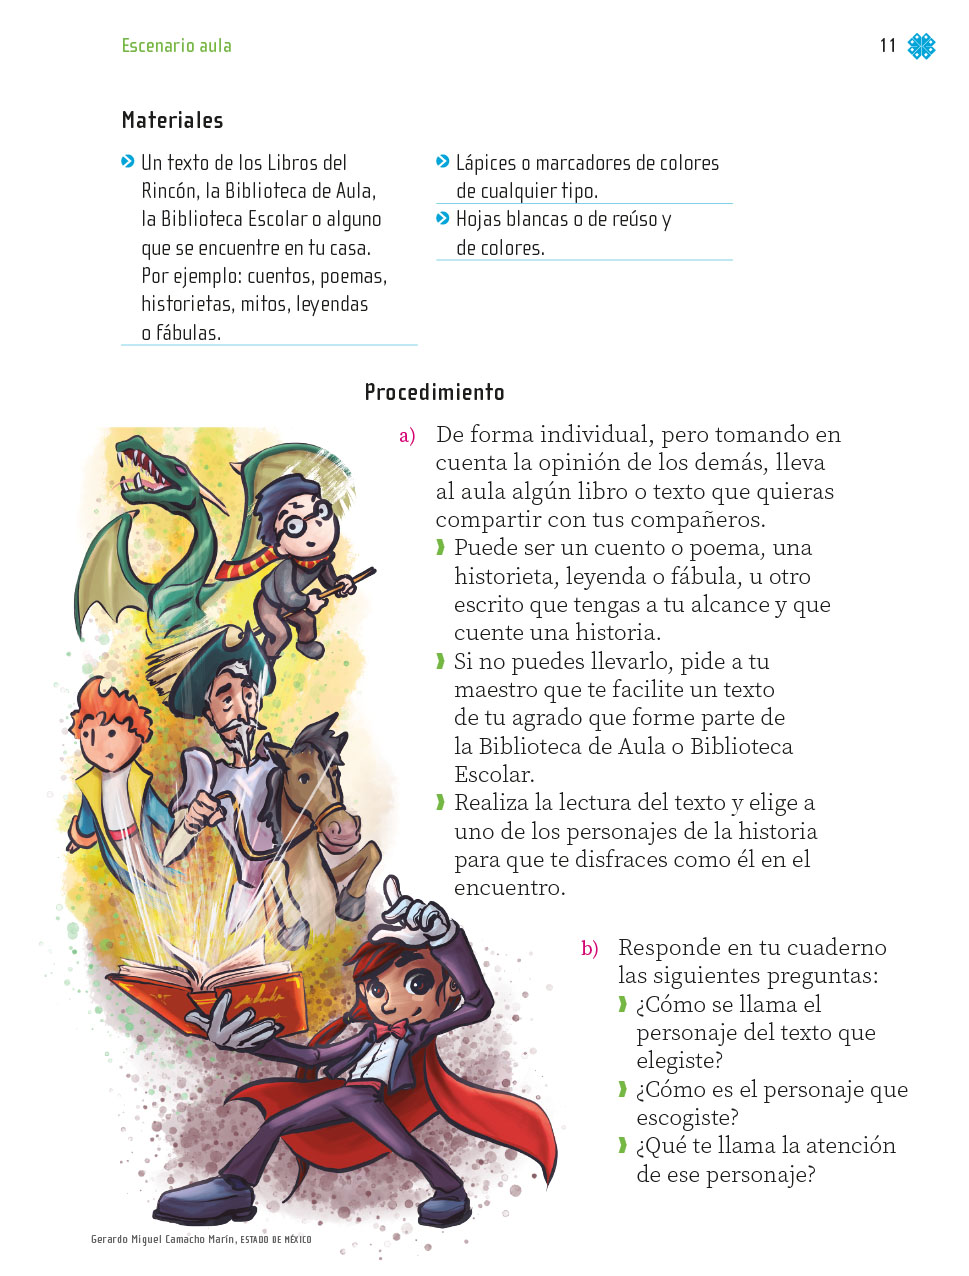 Escenario aula
11
Materiales
Un texto de los Libros del
Rincón, la Biblioteca de Aula,
la Biblioteca Escolar o alguno
que se encuentre en tu casa.
Por ejemplo: cuentos, poemas,
historietas, mitos, leyendas
o fábulas.
Lápices o marcadores de colores
de cualquier tipo.
Hojas blancas o de reúso y
de colores.
Procedimiento
a) De forma individual, pero tomando en
cuenta la opinión de los demás, lleva
al aula algún libro o texto que quieras
compartir con tus compañeros.
Puede ser un cuento o poema, una
historieta, leyenda o fábula, u otro
escrito que tengas a tu alcance y que
cuente una historia.
Si no puedes llevarlo, pide a tu
maestro que te facilite un texto
de tu agrado que forme parte de
la Biblioteca de Aula o Biblioteca
Escolar.
Realiza la lectura del texto y elige a
uno de los personajes de la historia
para que te disfraces como él en el
encuentro.
b) Responde en tu cuaderno
las siguientes preguntas:
¿Cómo se llama el
personaje del texto que
elegiste?
¿Cómo es el personaje que
escogiste?
¿Qué te llama la atención
de ese personaje?
Gerardo Miguel Camacho Marín, ESTADO DE MÉXICO